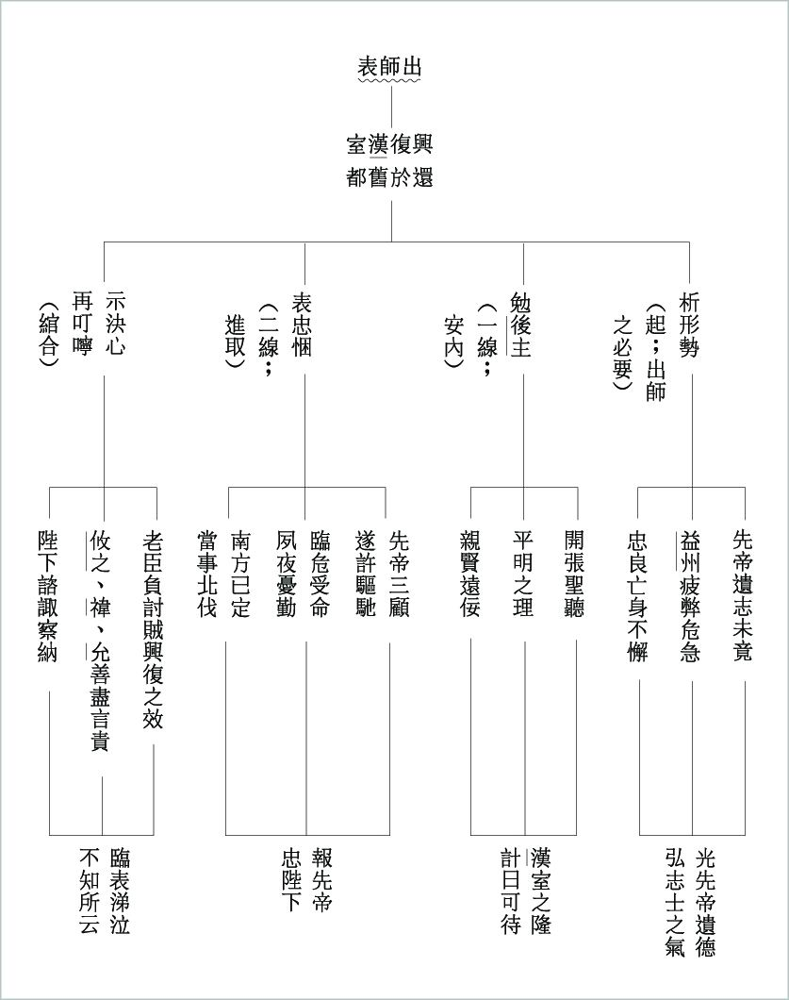 出師表
興復漢室
還於舊都
析形勢
（起；出師
之必要）
勉後主
（一線；
安內）
表忠悃
（二線；
進取）
示決心
再叮嚀
（綰合）
先帝遺志未竟
益州疲弊危急
忠良亡身不懈
開張聖聽
平明之理
親賢遠佞
先帝三顧
遂許驅馳
臨危受命
夙夜憂勤
南方已定
當事北伐
老臣負討賊興復之效
攸之、禕、允善盡言責
陛下諮諏察納
光先帝遺德
弘志士之氣
漢室之隆
計日可待
報先帝
忠陛下
臨表涕泣
不知所云